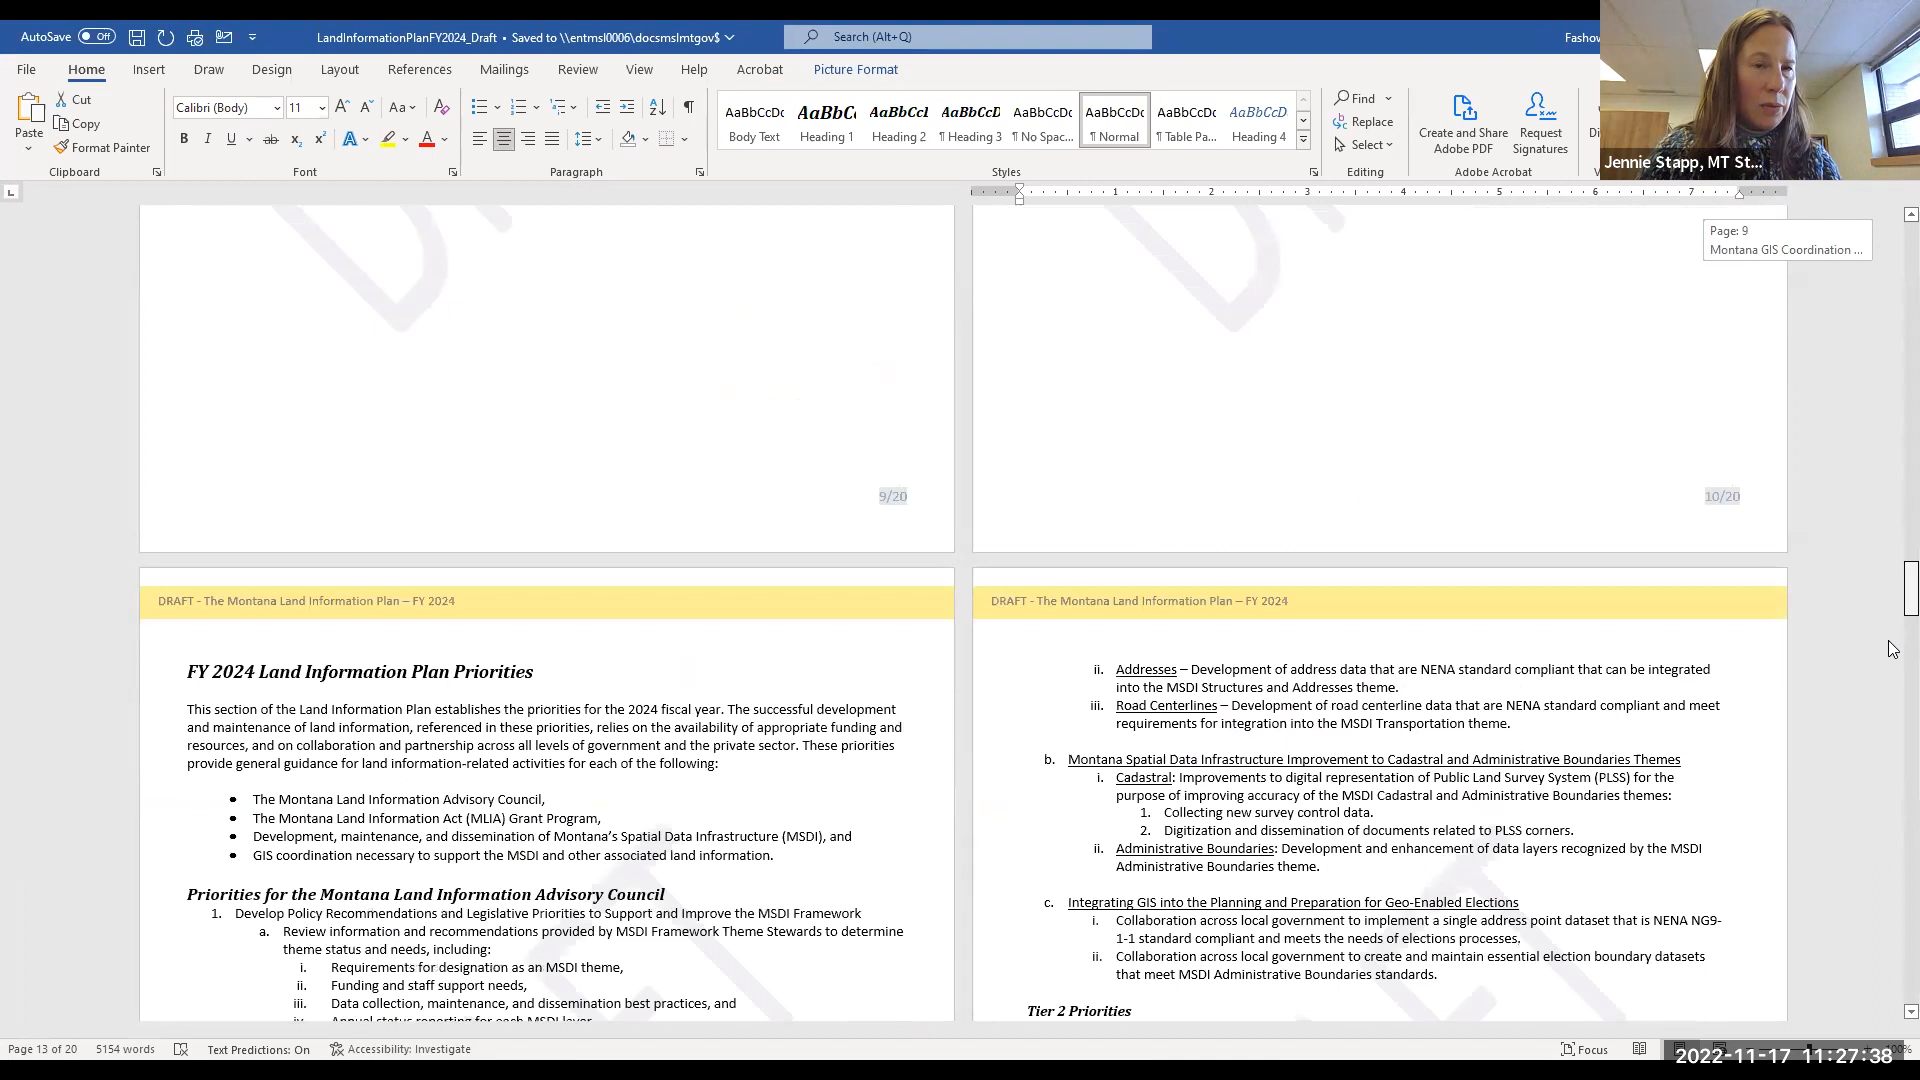 AutoSave Off
LandInformationPlanFY2024_Draft • Saved to \\entmsl0006\docsmslmtgov$
Search (Alt+Q)
Fashow
File Home Insert Draw Design Layout References Mailings Review View Help Acrobat Picture Format
Paste
Cut
Copy
Format Painter
Clipboard
Calibri (Body) 11
Font
Paragraph
AaBbCcDc Body Text
AaBbC Heading 1
AaBbCcI Heading 2
AaBbCcD ¶ Heading 3
AaBbCcDc ¶ No Spac...
AaBbCcDc ¶ Normal
AaBbCcDc ¶ Table Pa...
AaBbCcD Heading 4
Styles
Find
Replace
Select
Editing
Create and Share Adobe PDF
Request Signatures
Adobe Acrobat
Jennie Stapp, MT St...
1 2 3 4 5 6 7
Page: 9
Montana GIS Coordination ...
9/20
10/20
DRAFT - The Montana Land Information Plan – FY 2024
FY 2024 Land Information Plan Priorities
This section of the Land Information Plan establishes the priorities for the 2024 fiscal year. The successful development
and maintenance of land information, referenced in these priorities, relies on the availability of appropriate funding and
resources, and on collaboration and partnership across all levels of government and the private sector. These priorities
provide general guidance for land information-related activities for each of the following:
• The Montana Land Information Advisory Council,
• The Montana Land Information Act (MLIA) Grant Program,
• Development, maintenance, and dissemination of Montana's Spatial Data Infrastructure (MSDI), and
• GIS coordination necessary to support the MSDI and other associated land information.
Priorities for the Montana Land Information Advisory Council
1. Develop Policy Recommendations and Legislative Priorities to Support and Improve the MSDI Framework
a. Review information and recommendations provided by MSDI Framework Theme Stewards to determine
theme status and needs, including:
i. Requirements for designation as an MSDI theme,
ii. Funding and staff support needs,
iii. Data collection, maintenance, and dissemination best practices, and
iv. Annual status reporting for each MSDI layer
DRAFT - The Montana Land Information Plan – FY 2024
ii. Addresses – Development of address data that are NENA standard compliant that can be integrated
into the MSDI Structures and Addresses theme.
iii. Road Centerlines – Development of road centerline data that are NENA standard compliant and meet
requirements for integration into the MSDI Transportation theme.
b. Montana Spatial Data Infrastructure Improvement to Cadastral and Administrative Boundaries Themes
i. Cadastral: Improvements to digital representation of Public Land Survey System (PLSS) for the
purpose of improving accuracy of the MSDI Cadastral and Administrative Boundaries themes:
1. Collecting new survey control data.
2. Digitization and dissemination of documents related to PLSS corners.
ii. Administrative Boundaries: Development and enhancement of data layers recognized by the MSDI
Administrative Boundaries theme.
c. Integrating GIS into the Planning and Preparation for Geo-Enabled Elections
i. Collaboration across local government to implement a single address point dataset that is NENA NG9-
1-1 standard compliant and meets the needs of elections processes.
ii. Collaboration across local government to create and maintain essential election boundary datasets
that meet MSDI Administrative Boundaries standards.
Tier 2 Priorities
Page 13 of 20 5154 words Text Predictions: On Accessibility: Investigate
Focus
2022-11-17 11:27:38